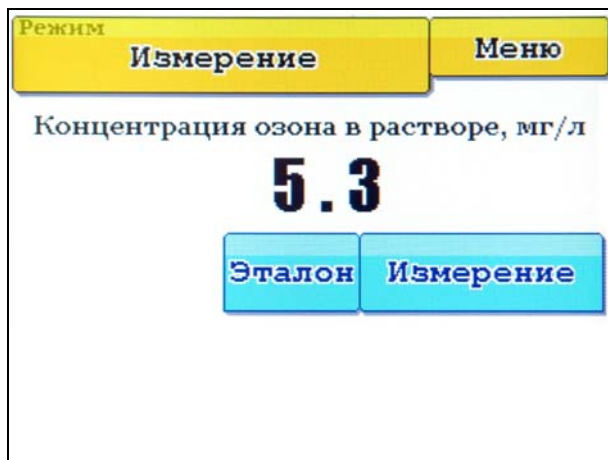 Режим
Измерение
Меню
Концентрация озона в растворе, мг/л
5.3
Эталон
Измерение